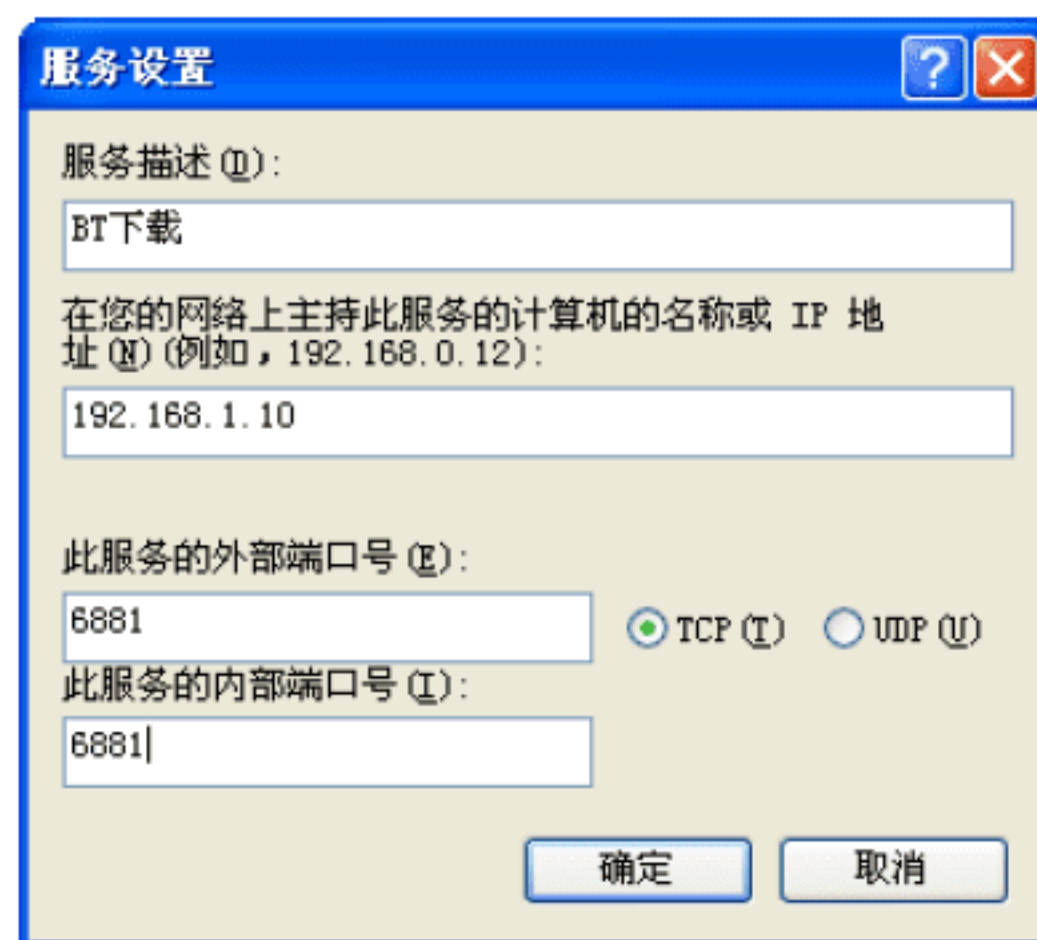 服务设置
服务描述(D):
BT下载
在您的网络上主持此服务的计算机的名称或 IP 地
址(N)(例如，192.168.0.12):
192.168.1.10
此服务的外部端口号(E):
6881
TCP(T) UDP(U)
此服务的内部端口号(I):
6881
确定 取消